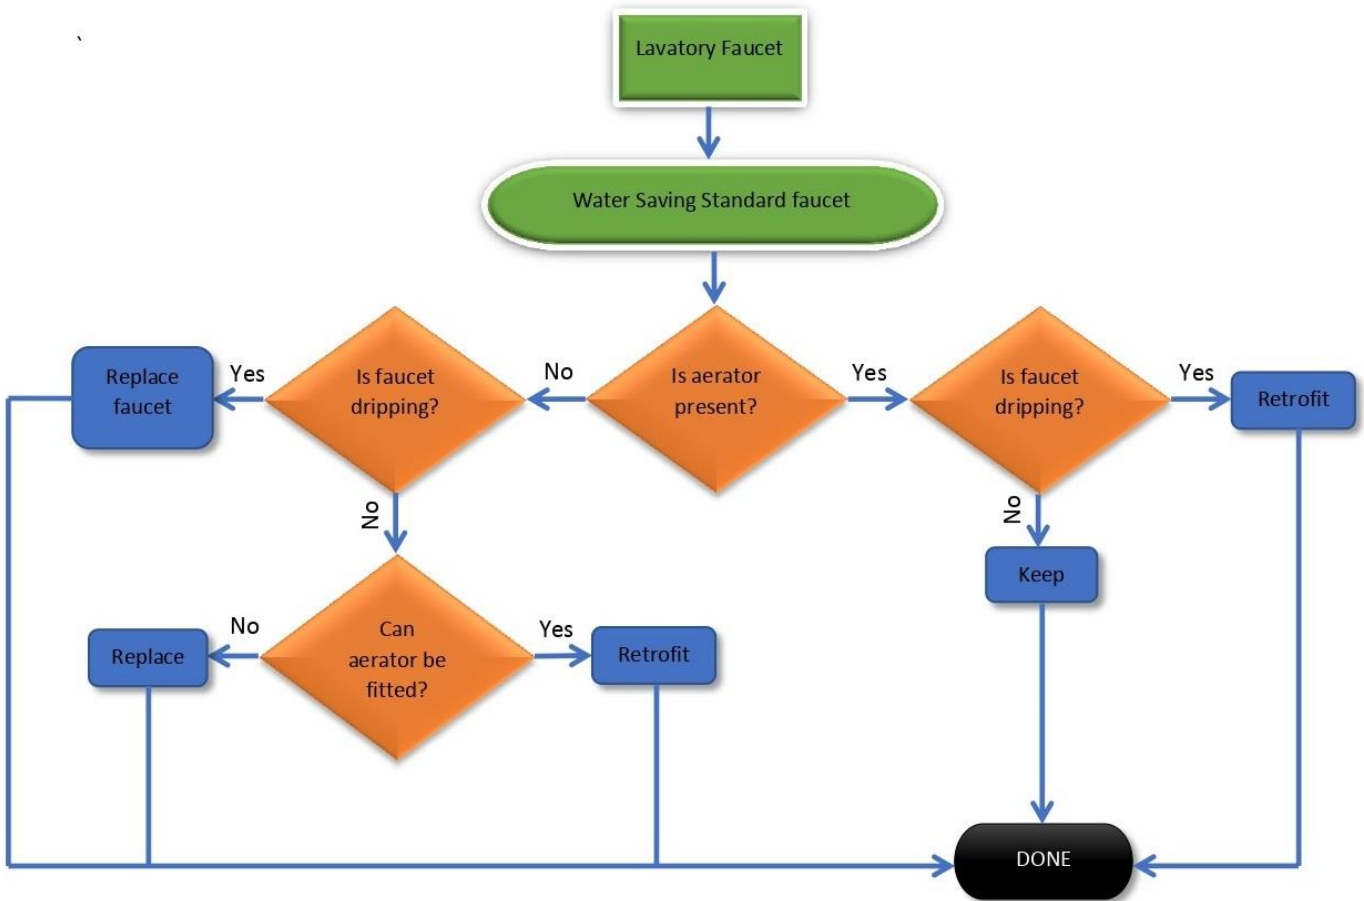 `
Lavatory Faucet
Water Saving Standard faucet
Replace
faucet
Yes
Is faucet
dripping?
No
Is aerator
present?
Yes
Is faucet
dripping?
Yes
Retrofit
No
No
Keep
Replace
No
Can
aerator be
fitted?
Yes
Retrofit
DONE